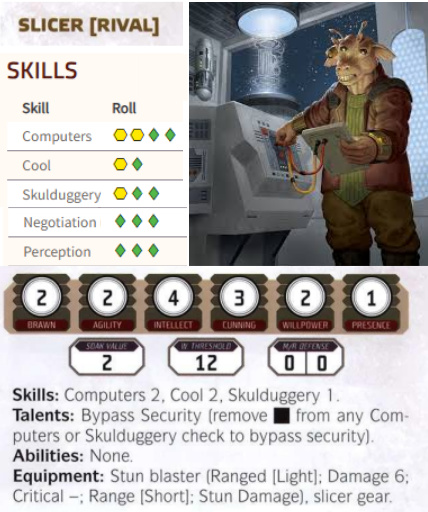 SLICER [RIVAL]
SKILLS
Skill Roll
Computers
Cool
Skulduggery
Negotiation
Perception
2 2 4 3 2 1
BRAWN AGILITY INTELLECT CUNNING WILLPOWER PRESENCE
SOAK VALUE W. THRESHOLD M/R DEFENSE
2 12 0 0
Skills: Computers 2, Cool 2, Skulduggery 1.
Talents: Bypass Security (remove ■ from any Com-
puters or Skulduggery check to bypass security).
Abilities: None.
Equipment: Stun blaster (Ranged [Light]; Damage 6;
Critical –; Range [Short]; Stun Damage), slicer gear.